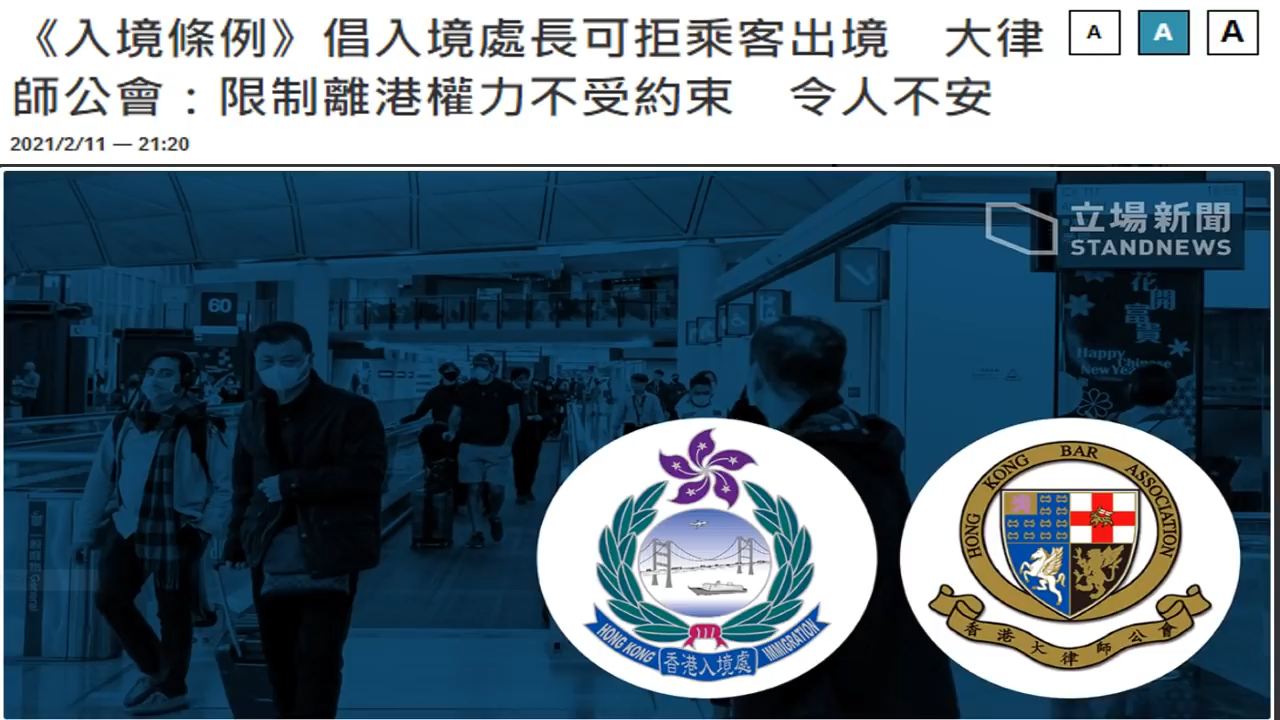 《入境條例》倡入境處長可拒乘客出境　大律
師公會：限制離港權力不受約束　令人不安
A A A
2021/2/11 — 21:20
立場新聞
STANDNEWS
60
花開
富貴
Happy
Chinese
New Year
HONG KONG
香港入境處
IMMIGRATION
HONG KONG BAR ASSOCIATION
香港大律師公會